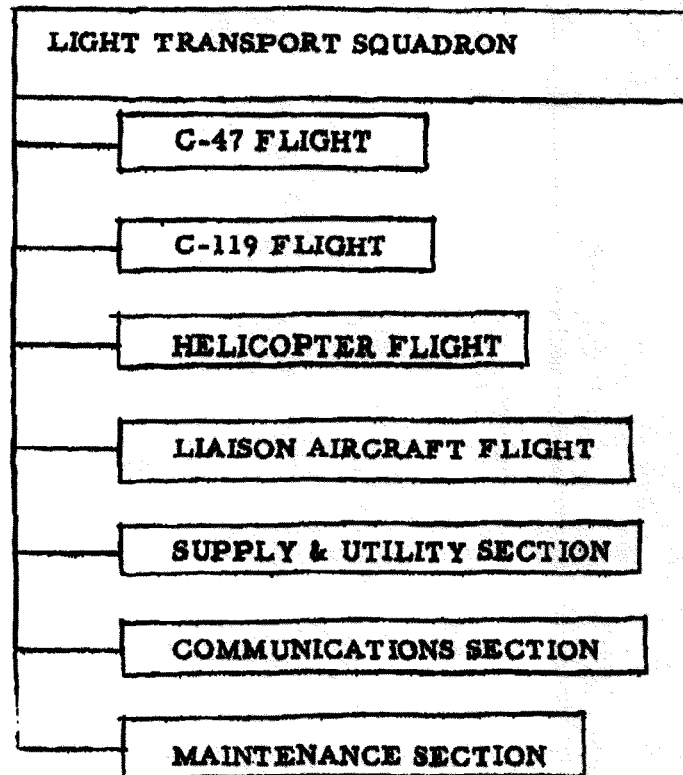 LIGHT TRANSPORT SQUADRON
C-47 FLIGHT
C-119 FLIGHT
HELICOPTER FLIGHT
LIAISON AIRCRAFT FLIGHT
SUPPLY & UTILITY SECTION
COMMUNICATIONS SECTION
MAINTENANCE SECTION